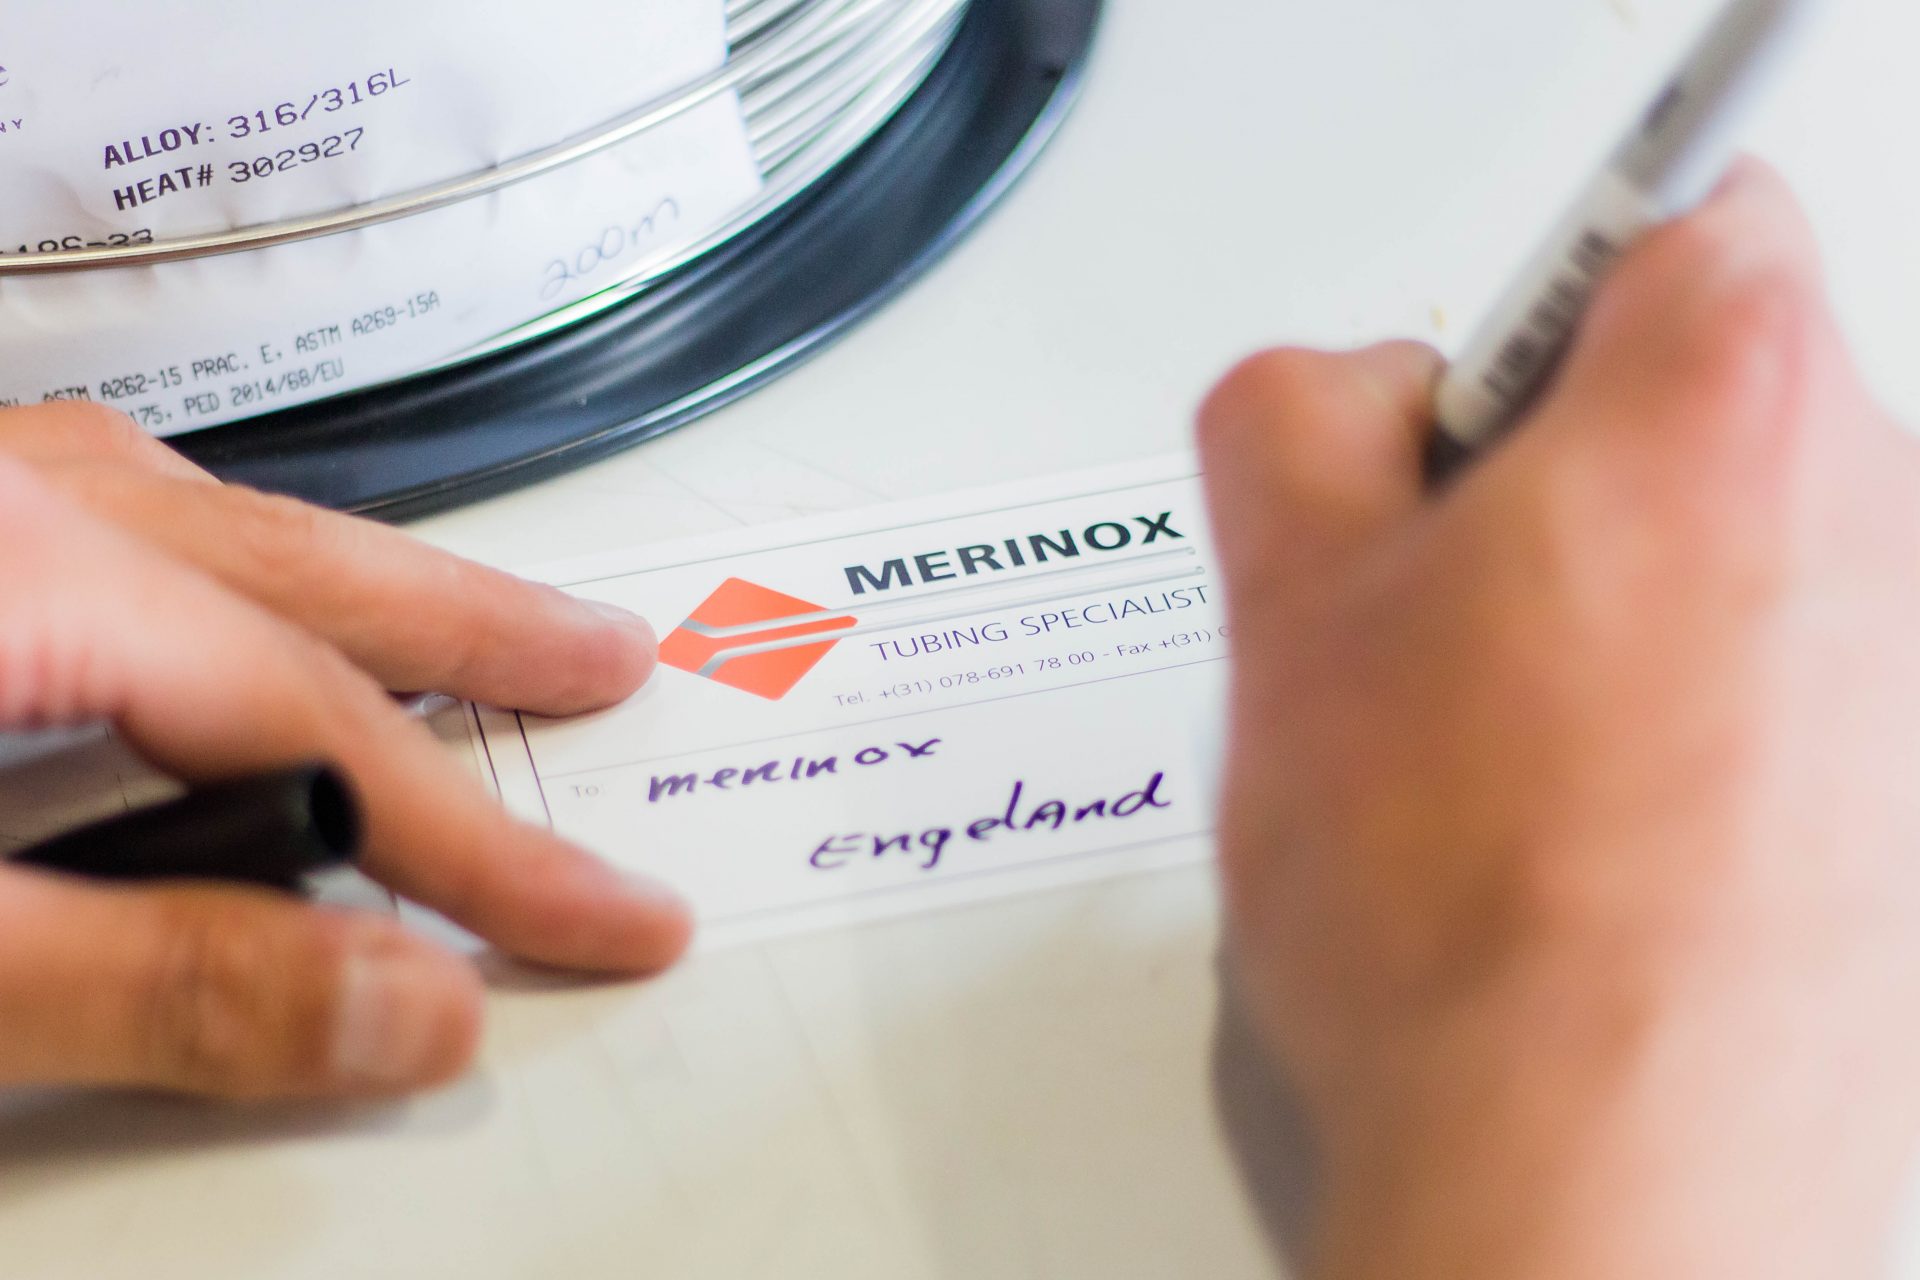 ALLOY: 316/316L
HEAT# 302927
200m
ASTM A262-15 PRAC. E, ASTM A269-15A
175, PED 2014/68/EU
MERINOX
TUBING SPECIALIST
Tel. +(31) 078-691 78 00 - Fax +(31) 0
To: merinox
Engeland